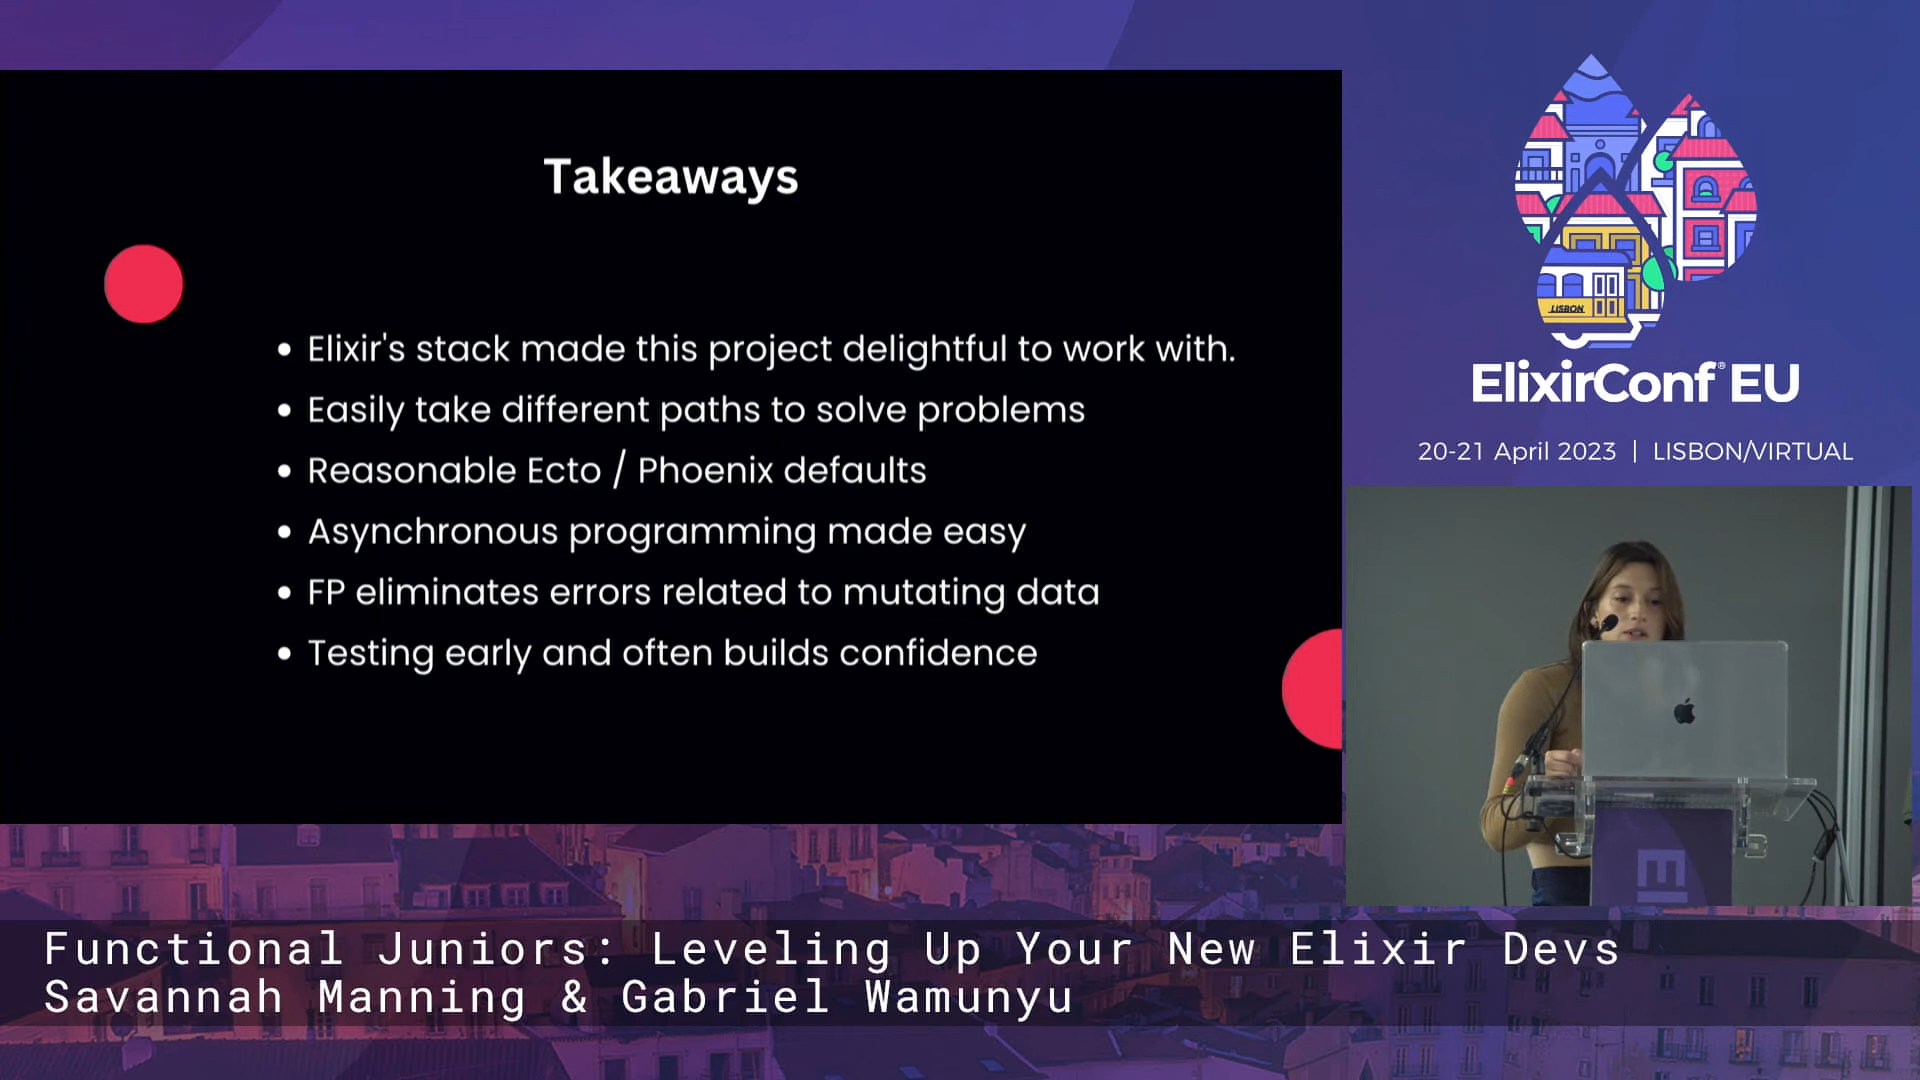 Takeaways
Elixir's stack made this project delightful to work with.
Easily take different paths to solve problems
Reasonable Ecto / Phoenix defaults
Asynchronous programming made easy
FP eliminates errors related to mutating data
Testing early and often builds confidence
LISBON
ElixirConf® EU
20-21 April 2023 | LISBON/VIRTUAL
Functional Juniors: Leveling Up Your New Elixir Devs
Savannah Manning & Gabriel Wamunyu